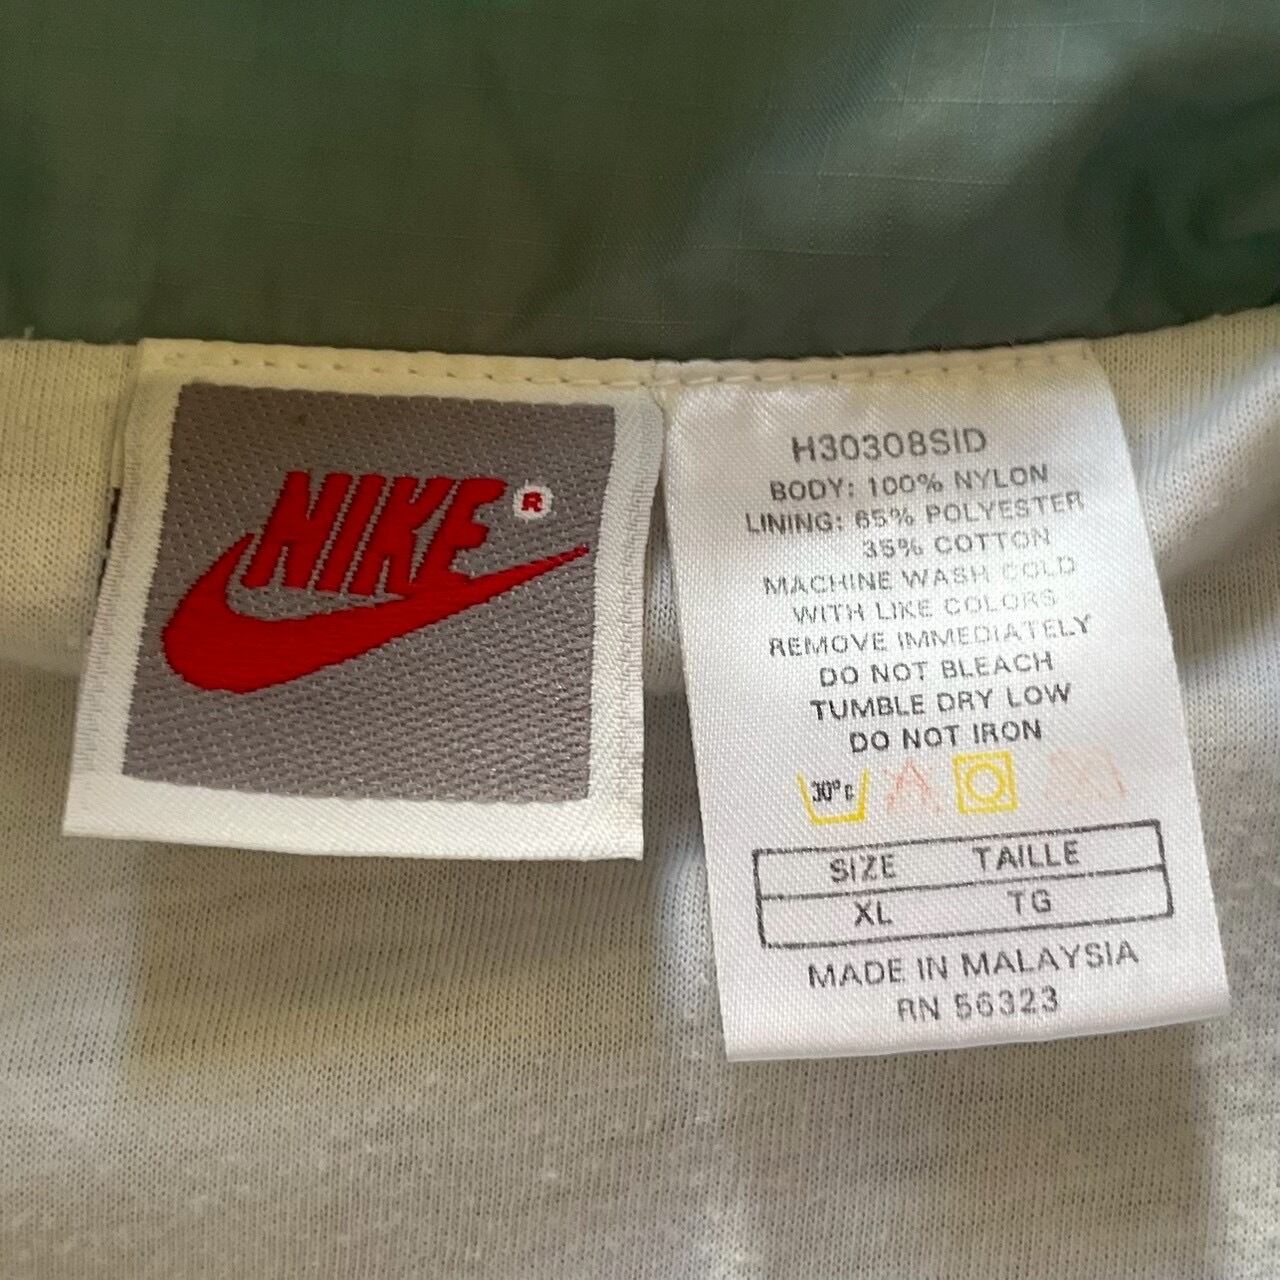 NIKE
R
H30308SID
BODY: 100% NYLON
LINING: 65% POLYESTER
35% COTTON
MACHINE WASH COLD
WITH LIKE COLORS
REMOVE IMMEDIATELY
DO NOT BLEACH
TUMBLE DRY LOW
DO NOT IRON
30° c
SIZE TAILLE
XL TG
MADE IN MALAYSIA
RN 56323